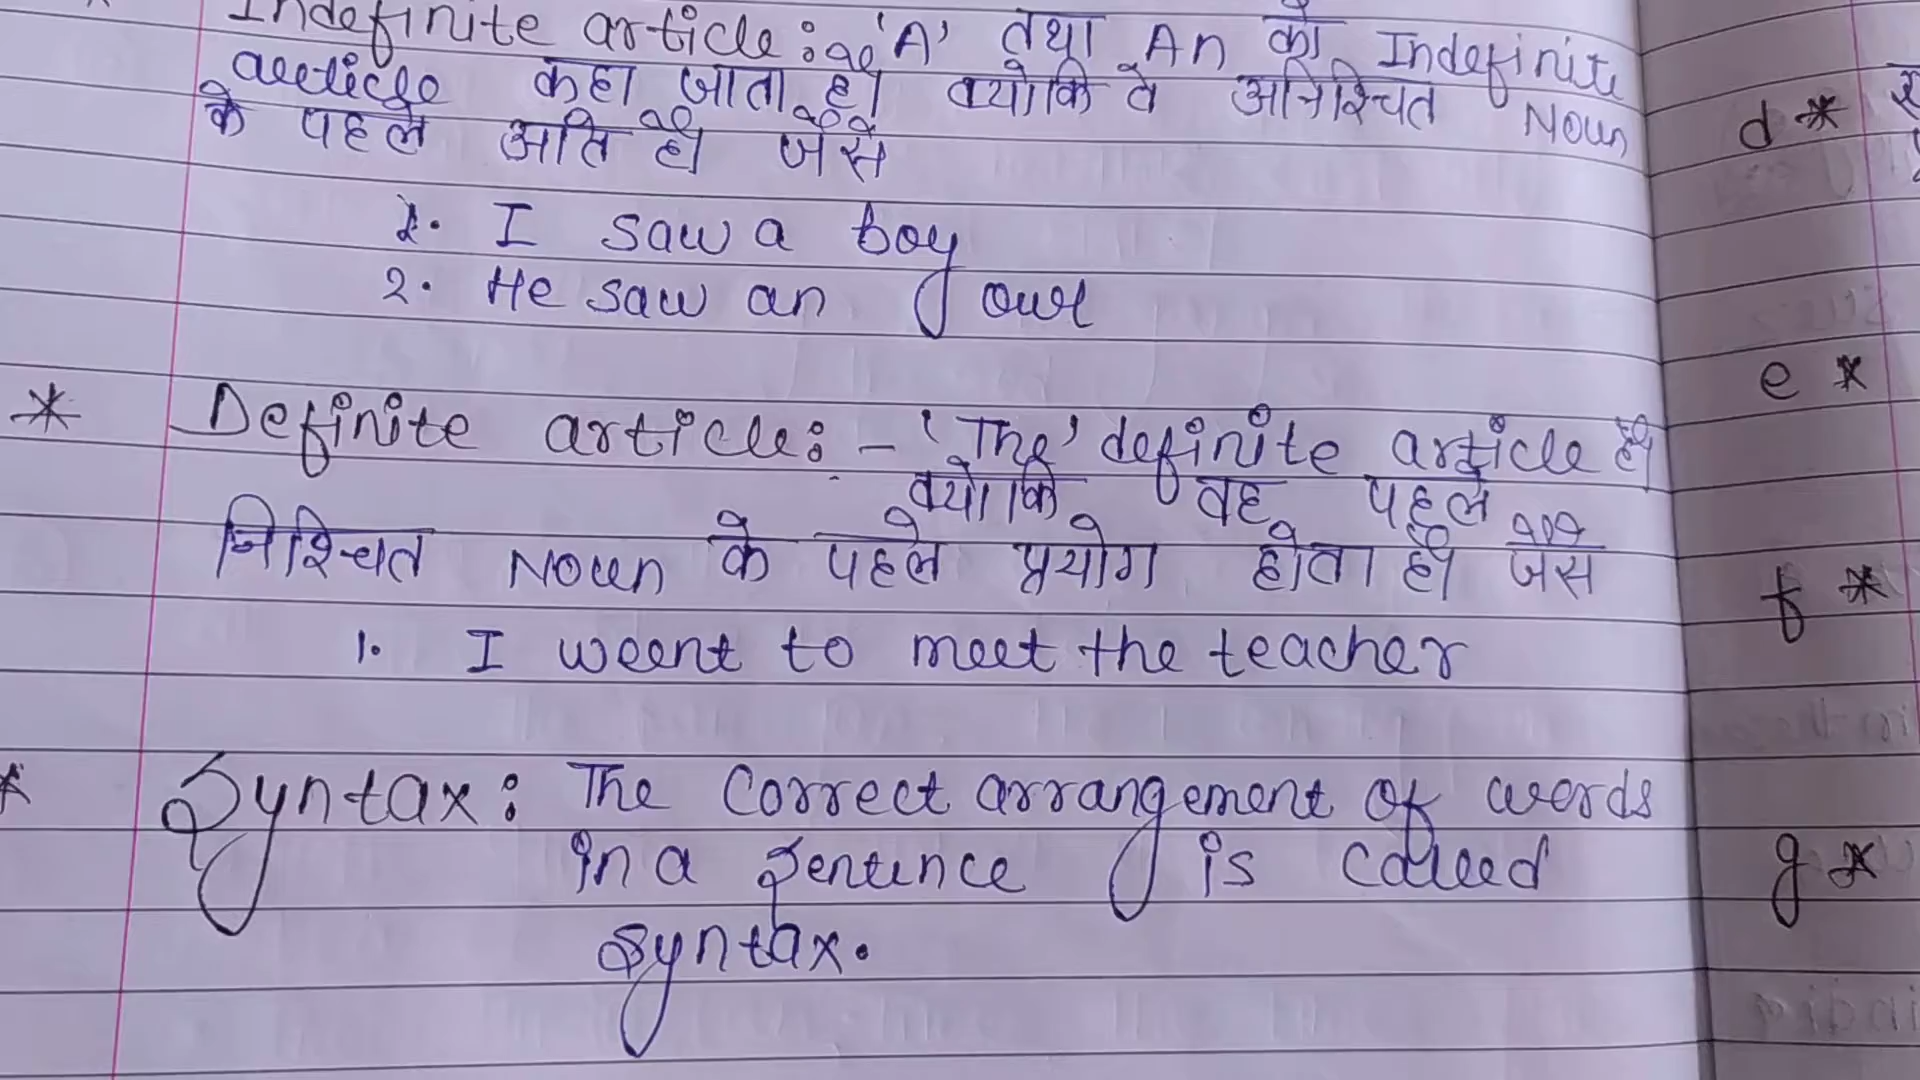 Indefinite article : 'A' तथा An को Indefinite
article कहा जाता है। क्योकि वे अनिश्चित Noun
के पहले अति है। जैसे
1. I saw a boy
2. He saw an owl
* Definite article: - 'The' definite article है।
क्योकि वह पहले
निश्चित Noun के पहले प्रयोग होता है। जैसे
1. I weent to meet the teacher
* Syntax: The Correct arrangement of words
in a Sentence is called
Syntax.
d *
e *
f *
g *